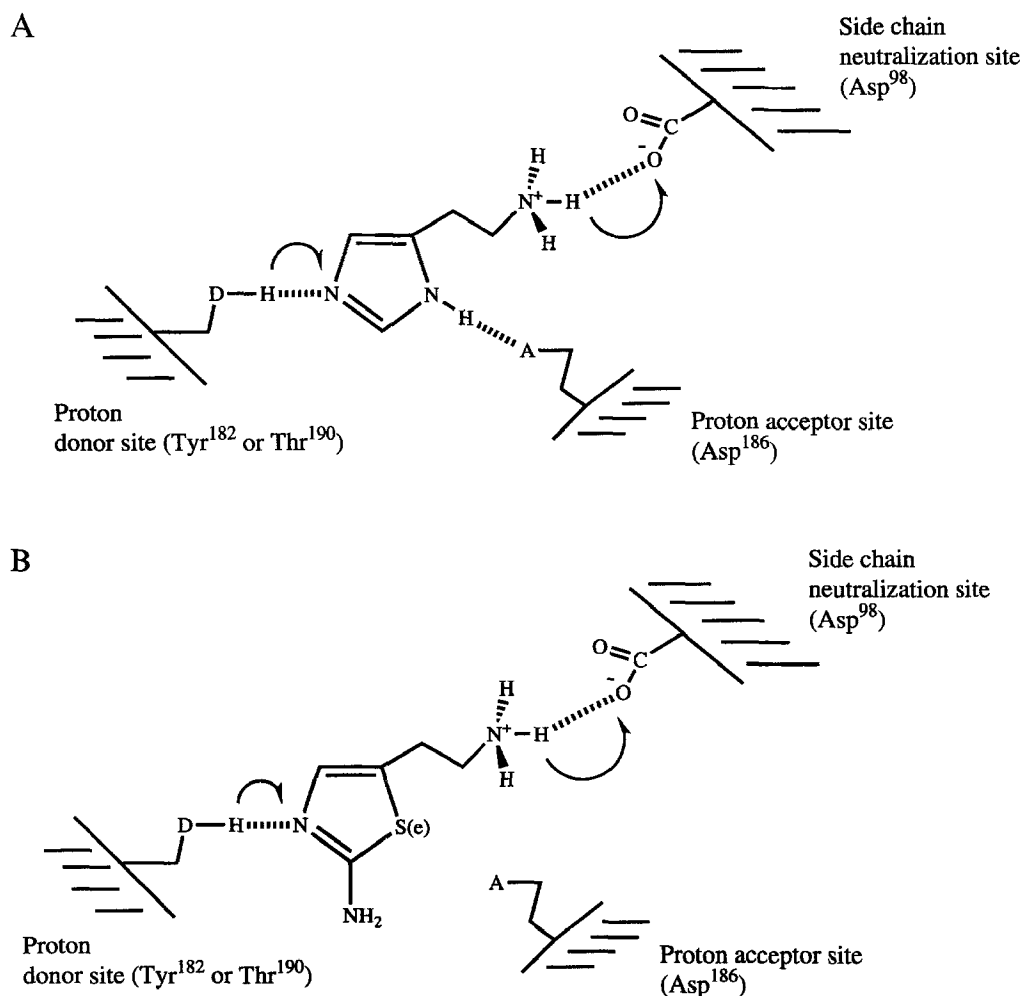 A
Side chain
neutralization site
(Asp98)
O
C
-
O
H
N+
H
H
D
H
N
N
H
A
Proton
donor site (Tyr182 or Thr190)
Proton acceptor site
(Asp186)
B
Side chain
neutralization site
(Asp98)
O
C
-
O
H
N+
H
H
D
H
N
S(e)
A
NH2
Proton
donor site (Tyr182 or Thr190)
Proton acceptor site
(Asp186)